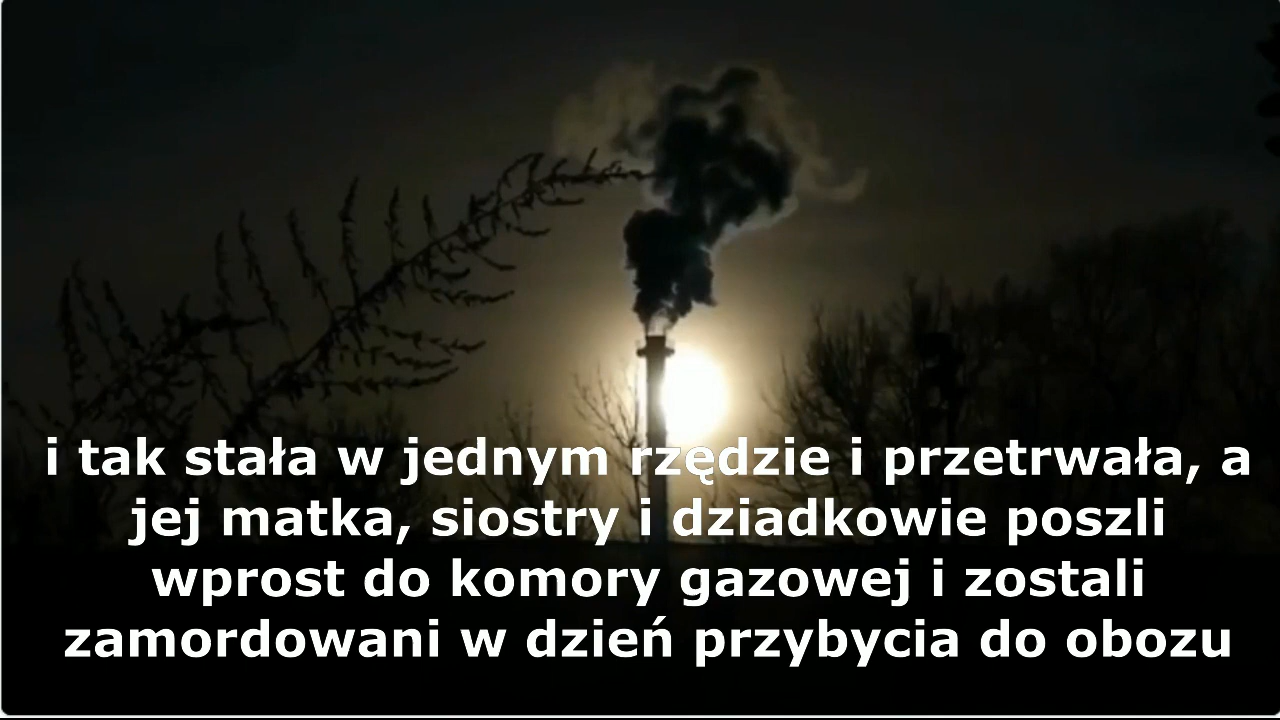 i tak stała w jednym rzędzie i przetrwała, a
jej matka, siostry i dziadkowie poszli
wprost do komory gazowej i zostali
zamordowani w dzień przybycia do obozu